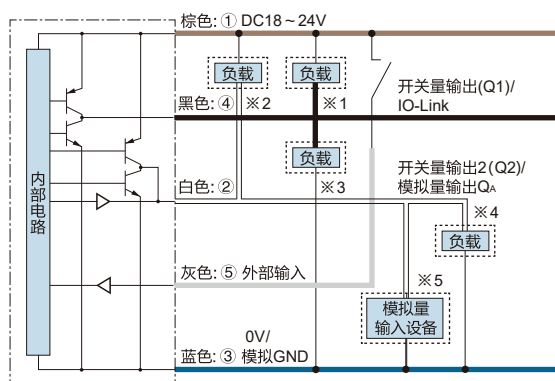 棕色: ① DC18～24V
负载
负载
※2
※1
开关量输出(Q1)/
IO-Link
黑色: ④
负载
※3
开关量输出2(Q2)/
模拟量输出QA
白色: ②
※4
负载
内部电路
灰色: ⑤ 外部输入
※5
模拟量
输入设备
0V/
蓝色: ③ 模拟GND